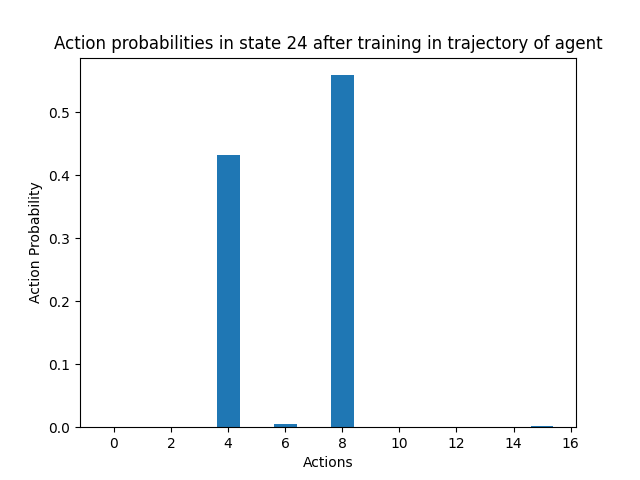 Action probabilities in state 24 after training in trajectory of agent
Action Probability
0.5
0.4
0.3
0.2
0.1
0.0
0 2 4 6 8 10 12 14 16
Actions